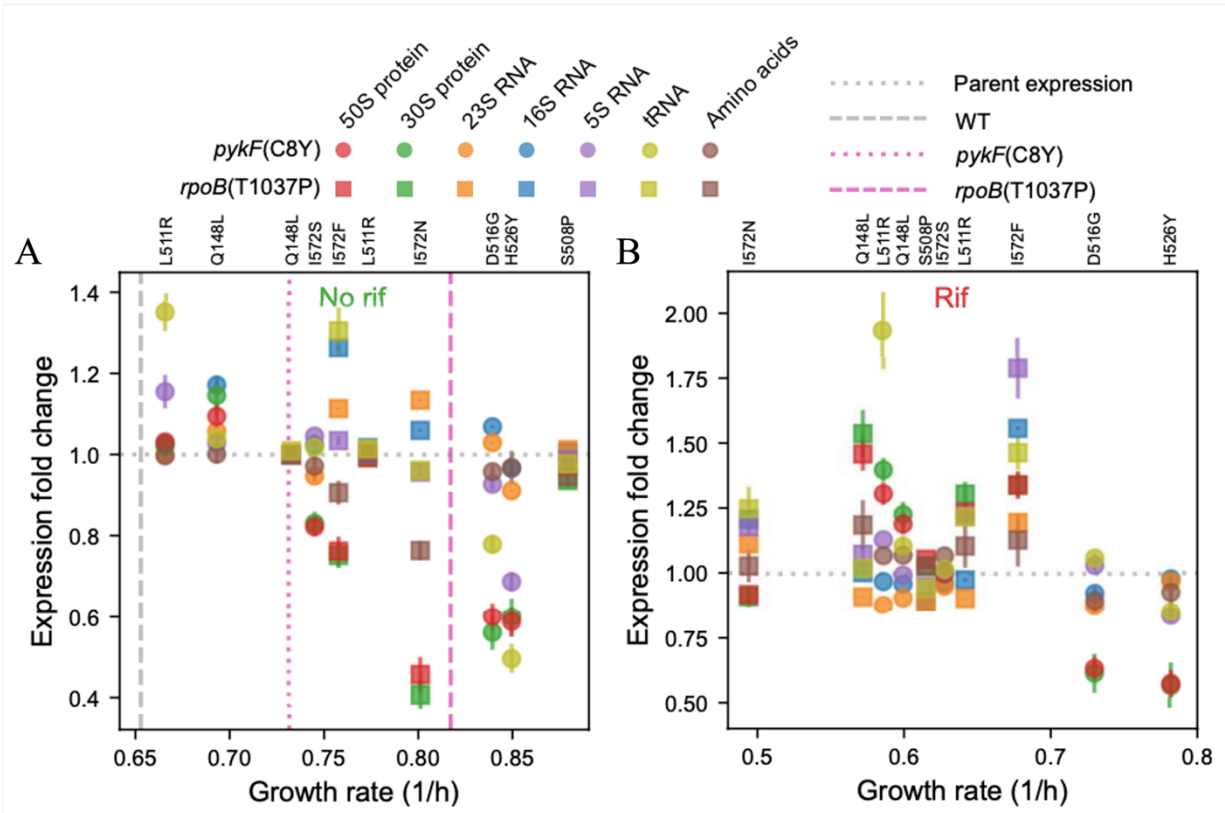 50S protein
30S protein
23S RNA
16S RNA
5S RNA
tRNA
Amino acids
pykF(C8Y)
rpoB(T1037P)
Parent expression
WT
pykF(C8Y)
rpoB(T1037P)
A
L511R
Q148L
Q148L
I572S
I572F
L511R
I572N
D516G
H526Y
S508P
No rif
1.4
1.2
1.0
0.8
0.6
0.4
Expression fold change
0.65
0.70
0.75
0.80
0.85
Growth rate (1/h)
B
I572N
Q148L
L511R
Q148L
S508P
I572S
L511R
I572F
D516G
H526Y
Rif
2.00
1.75
1.50
1.25
1.00
0.75
0.50
Expression fold change
0.5
0.6
0.7
0.8
Growth rate (1/h)